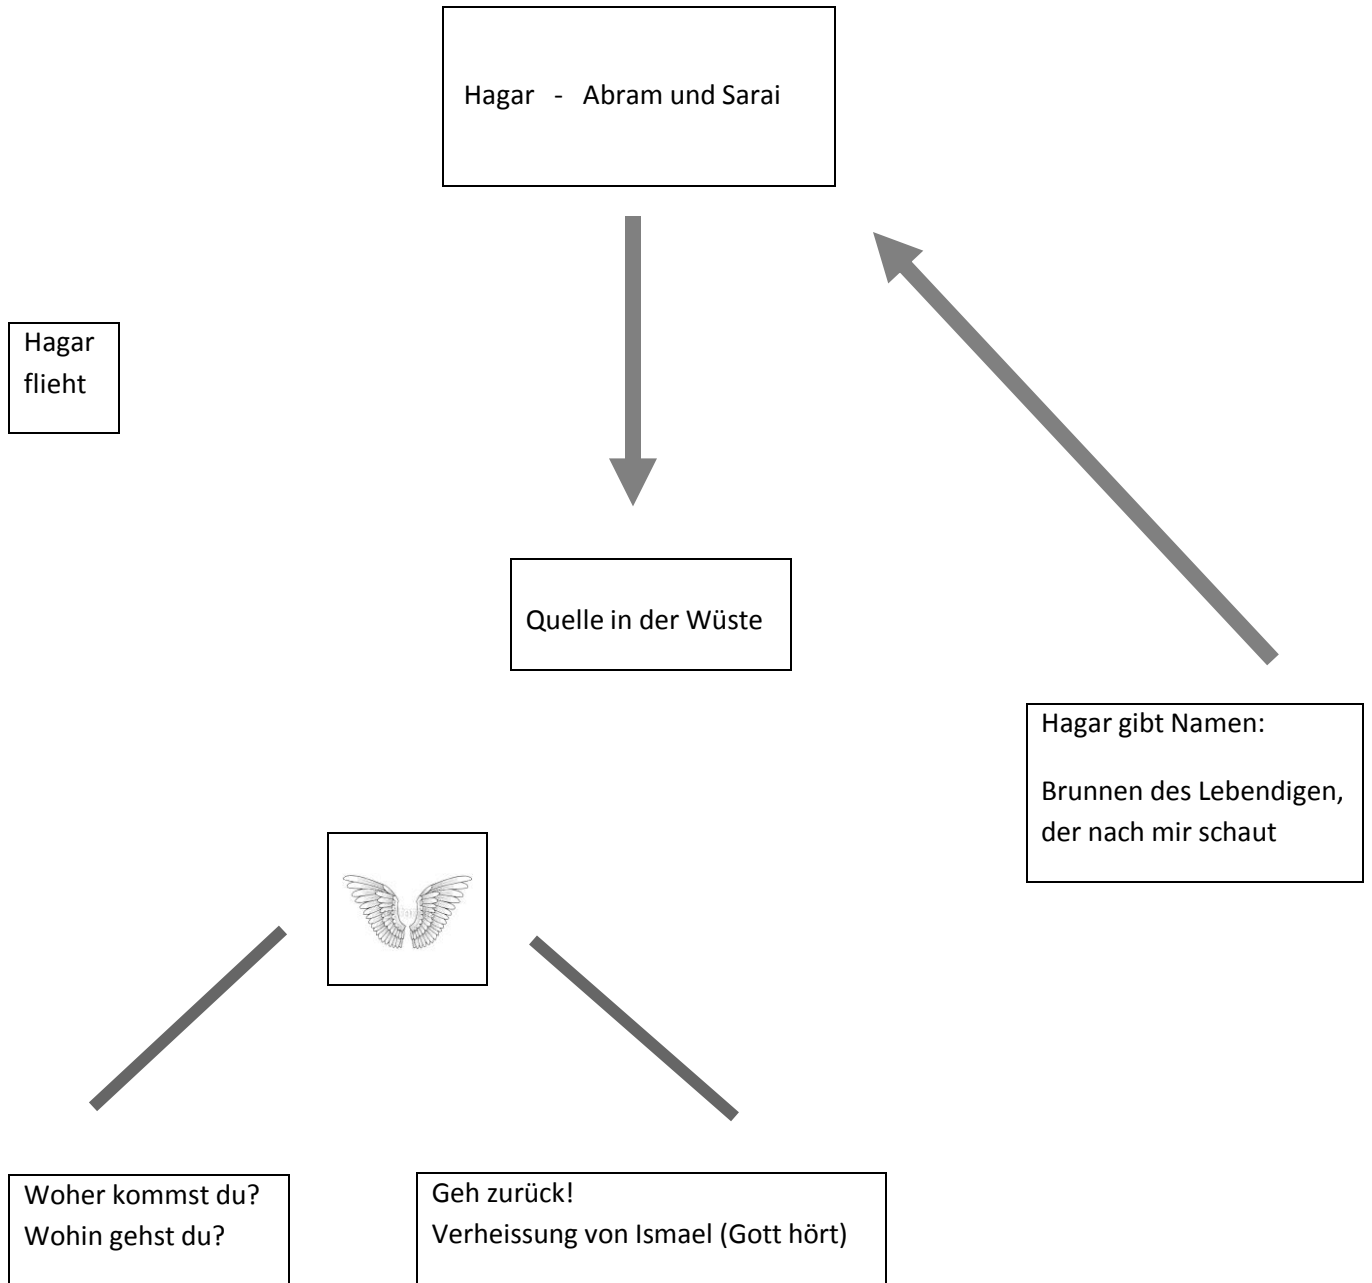 Hagar - Abram und Sarai
Hagar
flieht
Quelle in der Wüste
Hagar gibt Namen:
Brunnen des Lebendigen,
der nach mir schaut
Woher kommst du?
Wohin gehst du?
Geh zurück!
Verheissung von Ismael (Gott hört)